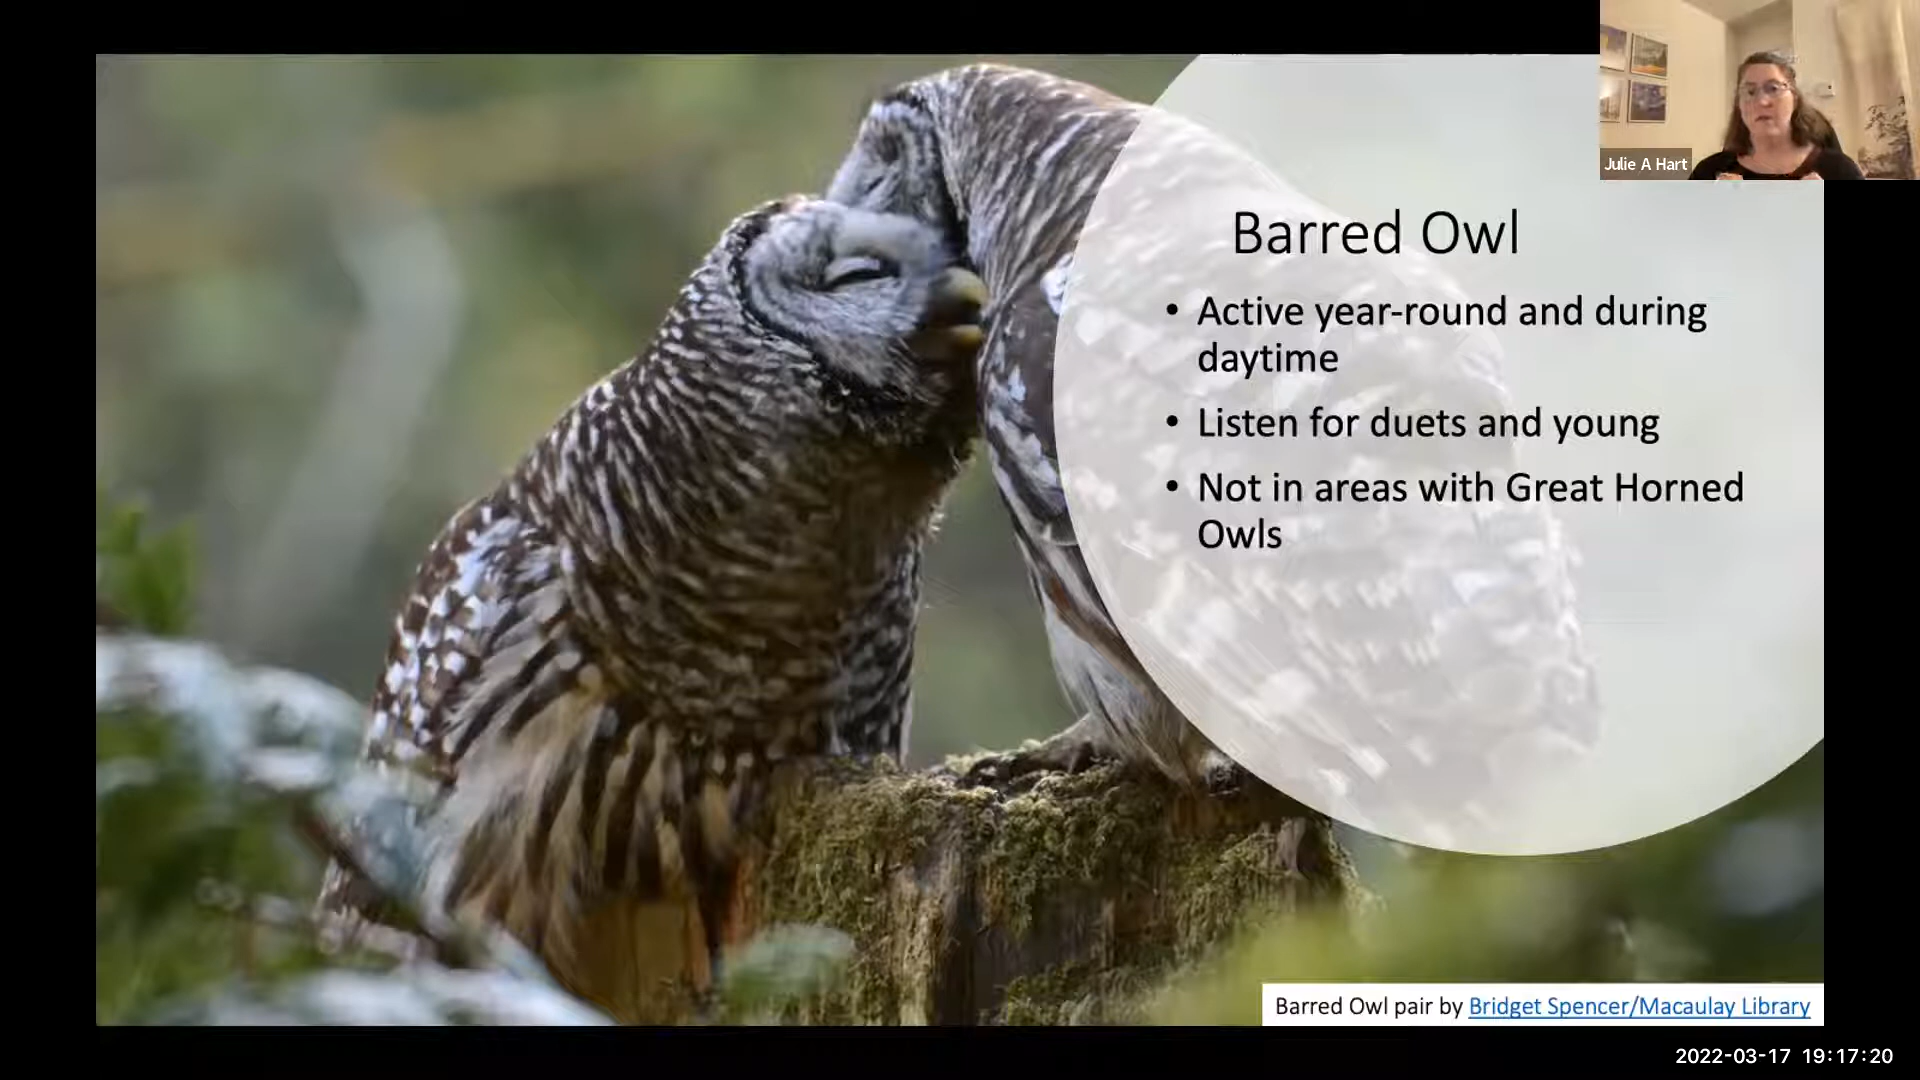 Julie A Hart
Barred Owl
• Active year-round and during
daytime
• Listen for duets and young
• Not in areas with Great Horned
Owls
Barred Owl pair by Bridget Spencer/Macaulay Library
2022-03-17 19:17:20